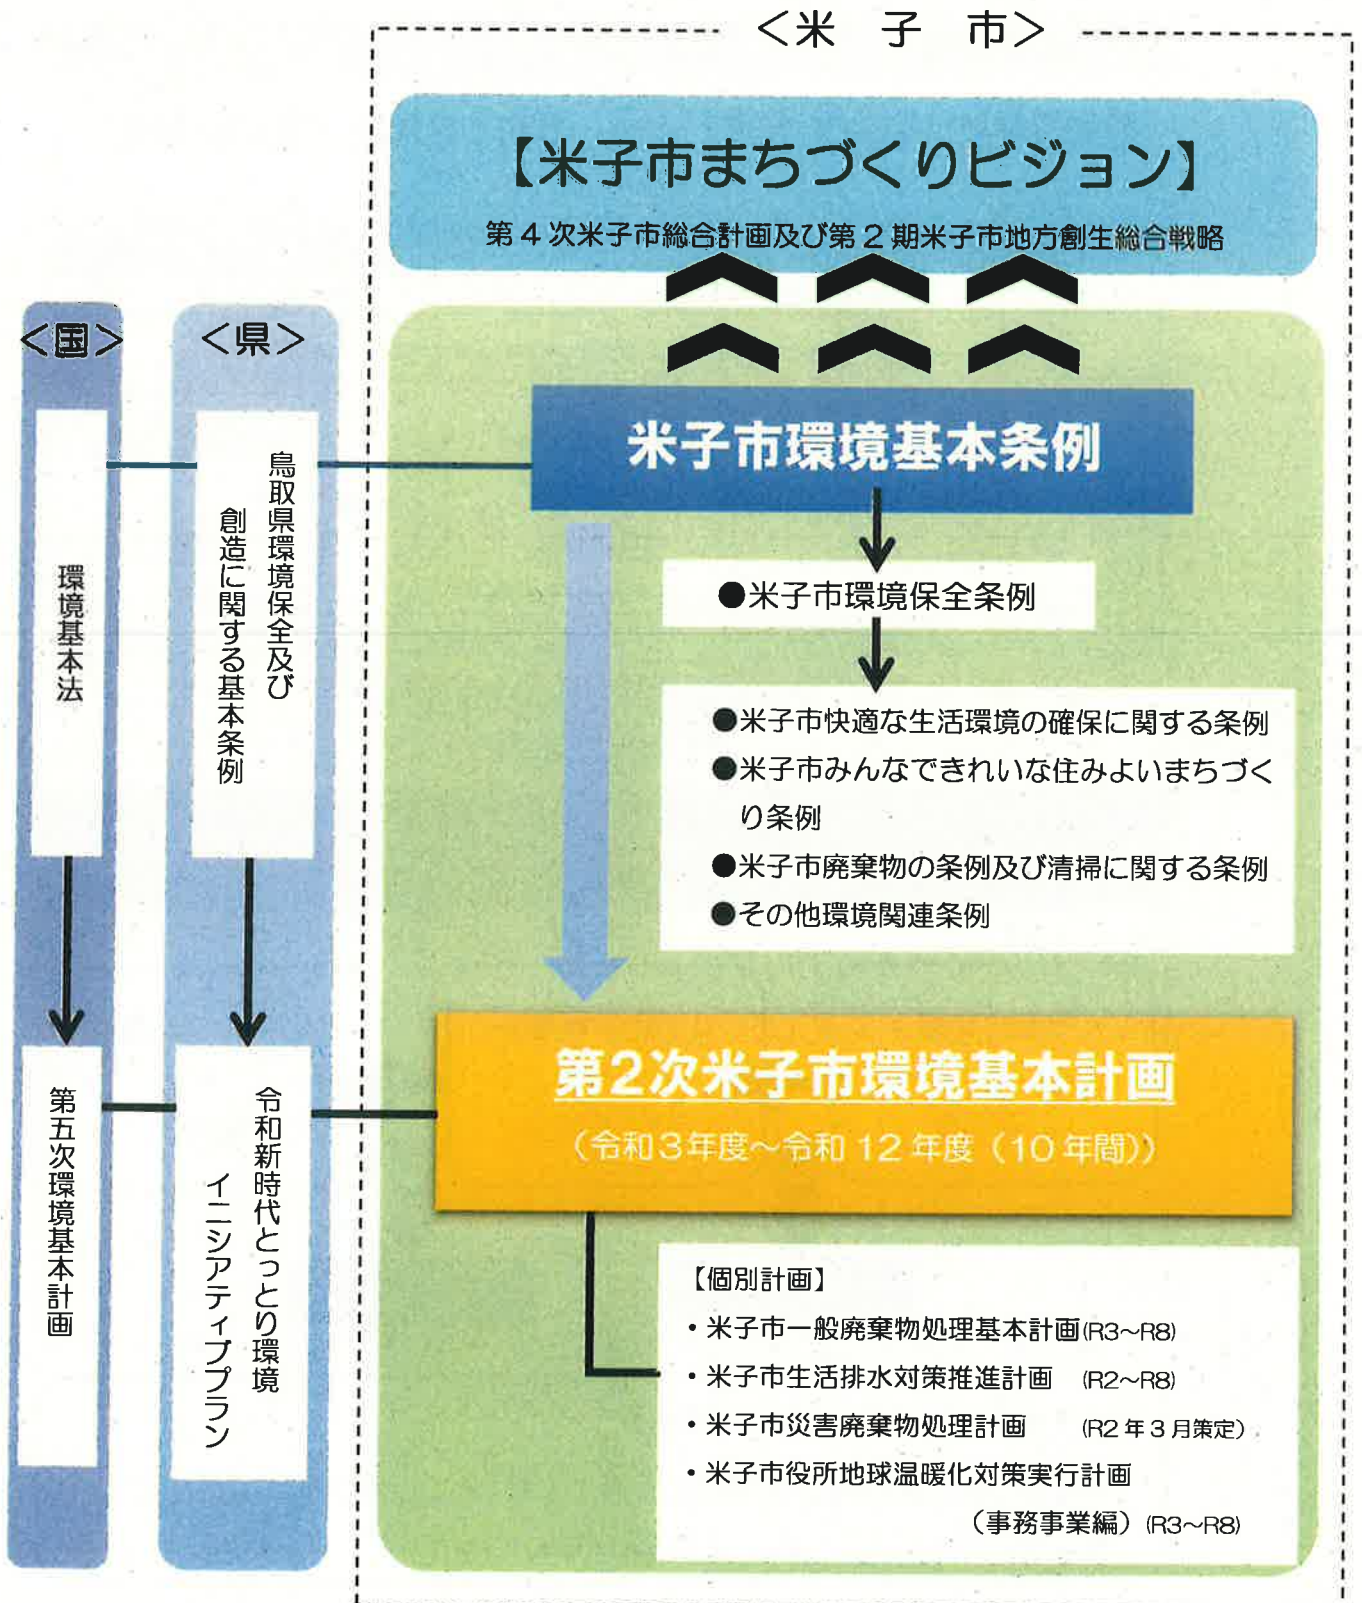 ＜米　子　市＞
【米子市まちづくりビジョン】
第４次米子市総合計画及び第２期米子市地方創生総合戦略
＜国＞
環境基本法
第五次環境基本計画
＜県＞
鳥取県環境保全及び
創造に関する基本条例
令和新時代とっとり環境
イニシアティブプラン
米子市環境基本条例
●米子市環境保全条例
●米子市快適な生活環境の確保に関する条例
●米子市みんなできれいな住みよいまちづく
り条例
●米子市廃棄物の条例及び清掃に関する条例
●その他環境関連条例
第2次米子市環境基本計画
（令和３年度～令和 12 年度（10 年間））
【個別計画】
・米子市一般廃棄物処理基本計画(R3～R8)
・米子市生活排水対策推進計画　(R2～R8)
・米子市災害廃棄物処理計画　　(R2 年３月策定）
・米子市役所地球温暖化対策実行計画
（事務事業編）(R3～R8)